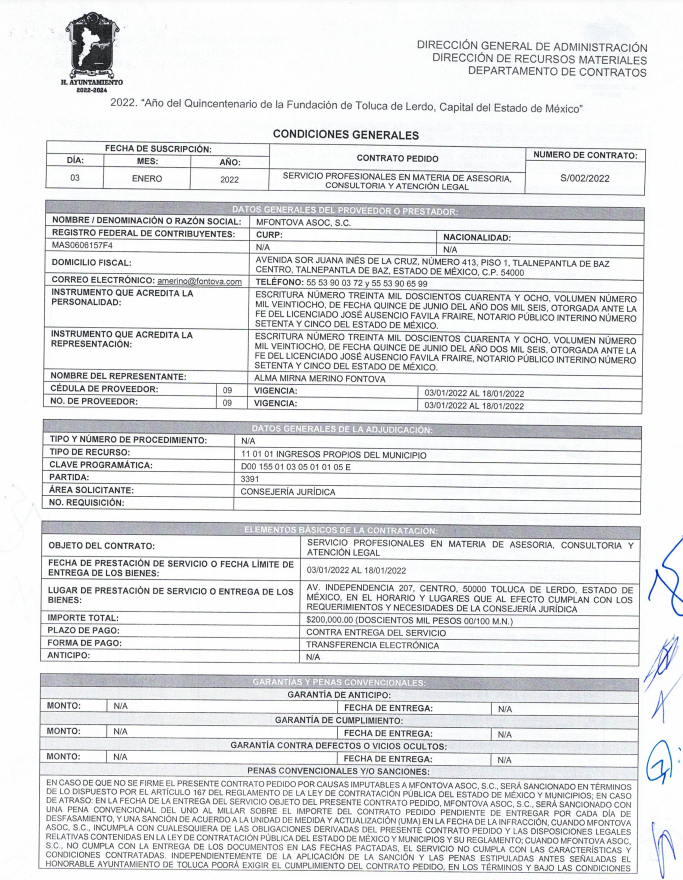 H. AYUNTAMIENTO
2022-2024
DIRECCIÓN GENERAL DE ADMINISTRACIÓN
DIRECCIÓN DE RECURSOS MATERIALES
DEPARTAMENTO DE CONTRATOS
2022. “Año del Quincentenario de la Fundación de Toluca de Lerdo, Capital del Estado de México”
CONDICIONES GENERALES
FECHA DE SUSCRIPCIÓN:
CONTRATO PEDIDO
NUMERO DE CONTRATO:
DÍA: MES: AÑO:
03 ENERO 2022
SERVICIO PROFESIONALES EN MATERIA DE ASESORIA,
CONSULTORIA Y ATENCIÓN LEGAL
S/002/2022
DATOS GENERALES DEL PROVEEDOR O PRESTADOR:
NOMBRE / DENOMINACIÓN O RAZÓN SOCIAL: MFONTOVA ASOC, S.C.
REGISTRO FEDERAL DE CONTRIBUYENTES: CURP: NACIONALIDAD:
MAS0606157F4 N/A N/A
DOMICILIO FISCAL: AVENIDA SOR JUANA INÉS DE LA CRUZ, NÚMERO 413, PISO 1, TLALNEPANTLA DE BAZ
CENTRO, TALNEPANTLA DE BAZ, ESTADO DE MÉXICO, C.P. 54000
CORREO ELECTRÓNICO: amerino@fontova.com TELÉFONO: 55 53 90 03 72 y 55 53 90 65 99
INSTRUMENTO QUE ACREDITA LA
PERSONALIDAD:
ESCRITURA NÚMERO TREINTA MIL DOSCIENTOS CUARENTA Y OCHO, VOLUMEN NÚMERO
MIL VEINTIOCHO, DE FECHA QUINCE DE JUNIO DEL AÑO DOS MIL SEIS, OTORGADA ANTE LA
FE DEL LICENCIADO JOSÉ AUSENCIO FAVILA FRAIRE, NOTARIO PÚBLICO INTERINO NÚMERO
SETENTA Y CINCO DEL ESTADO DE MÉXICO.
INSTRUMENTO QUE ACREDITA LA
REPRESENTACIÓN:
ESCRITURA NÚMERO TREINTA MIL DOSCIENTOS CUARENTA Y OCHO, VOLUMEN NÚMERO
MIL VEINTIOCHO, DE FECHA QUINCE DE JUNIO DEL AÑO DOS MIL SEIS, OTORGADA ANTE LA
FE DEL LICENCIADO JOSÉ AUSENCIO FAVILA FRAIRE, NOTARIO PÚBLICO INTERINO NÚMERO
SETENTA Y CINCO DEL ESTADO DE MÉXICO.
NOMBRE DEL REPRESENTANTE: ALMA MIRNA MERINO FONTOVA
CÉDULA DE PROVEEDOR: 09 VIGENCIA: 03/01/2022 AL 18/01/2022
NO. DE PROVEEDOR: 09 VIGENCIA: 03/01/2022 AL 18/01/2022
DATOS GENERALES DE LA ADJUDICACIÓN:
TIPO Y NÚMERO DE PROCEDIMIENTO: N/A
TIPO DE RECURSO: 11 01 01 INGRESOS PROPIOS DEL MUNICIPIO
CLAVE PROGRAMÁTICA: D00 155 01 03 05 01 01 05 E
PARTIDA: 3391
ÁREA SOLICITANTE: CONSEJERÍA JURÍDICA
NO. REQUISICIÓN:
ELEMENTOS BÁSICOS DE LA CONTRATACIÓN:
OBJETO DEL CONTRATO: SERVICIO PROFESIONALES EN MATERIA DE ASESORIA, CONSULTORIA Y
ATENCIÓN LEGAL
FECHA DE PRESTACIÓN DE SERVICIO O FECHA LÍMITE DE
ENTREGA DE LOS BIENES:
03/01/2022 AL 18/01/2022
LUGAR DE PRESTACIÓN DE SERVICIO O ENTREGA DE LOS
BIENES:
AV. INDEPENDENCIA 207, CENTRO, 50000 TOLUCA DE LERDO, ESTADO DE
MÉXICO, EN EL HORARIO Y LUGARES QUE AL EFECTO CUMPLAN CON LOS
REQUERIMIENTOS Y NECESIDADES DE LA CONSEJERÍA JURÍDICA
IMPORTE TOTAL: $200,000.00 (DOSCIENTOS MIL PESOS 00/100 M.N.)
PLAZO DE PAGO: CONTRA ENTREGA DEL SERVICIO
FORMA DE PAGO: TRANSFERENCIA ELECTRÓNICA
ANTICIPO: N/A
GARANTÍAS Y PENAS CONVENCIONALES:
GARANTÍA DE ANTICIPO:
MONTO: N/A FECHA DE ENTREGA: N/A
GARANTÍA DE CUMPLIMIENTO:
MONTO: N/A FECHA DE ENTREGA: N/A
GARANTÍA CONTRA DEFECTOS O VICIOS OCULTOS:
MONTO: N/A FECHA DE ENTREGA: N/A
PENAS CONVENCIONALES Y/O SANCIONES:
EN CASO DE QUE NO SE FIRME EL PRESENTE CONTRATO PEDIDO POR CAUSAS IMPUTABLES A MFONTOVA ASOC, S.C., SERÁ SANCIONADO EN TÉRMINOS
DE LO DISPUESTO POR EL ARTÍCULO 167 DEL REGLAMENTO DE LA LEY DE CONTRATACIÓN PÚBLICA DEL ESTADO DE MÉXICO Y MUNICIPIOS; EN CASO
DE ATRASO: EN LA FECHA DE LA ENTREGA DEL SERVICIO OBJETO DEL PRESENTE CONTRATO PEDIDO, MFONTOVA ASOC, S.C., SERÁ SANCIONADO CON
UNA PENA CONVENCIONAL DEL UNO AL MILLAR SOBRE EL IMPORTE DEL CONTRATO PEDIDO PENDIENTE DE ENTREGAR POR CADA DÍA DE
DESFASAMIENTO, Y UNA SANCIÓN DE ACUERDO A LA UNIDAD DE MEDIDA Y ACTUALIZACIÓN (UMA) EN LA FECHA DE LA INFRACCIÓN, CUANDO MFONTOVA
ASOC, S.C., INCUMPLA CON CUALESQUIERA DE LAS OBLIGACIONES DERIVADAS DEL PRESENTE CONTRATO PEDIDO Y LAS DISPOSICIONES LEGALES
RELATIVAS CONTENIDAS EN LA LEY DE CONTRATACIÓN PÚBLICA DEL ESTADO DE MÉXICO Y MUNICIPIOS Y SU REGLAMENTO; CUANDO MFONTOVA ASOC,
S.C., NO CUMPLA CON LA ENTREGA DE LOS DOCUMENTOS EN LAS FECHAS PACTADAS, EL SERVICIO NO CUMPLA CON LAS CARACTERÍSTICAS Y
CONDICIONES CONTRATADAS. INDEPENDIENTEMENTE DE LA APLICACIÓN DE LA SANCIÓN Y LAS PENAS ESTIPULADAS ANTES SEÑALADAS EL
HONORABLE AYUNTAMIENTO DE TOLUCA PODRÁ EXIGIR EL CUMPLIMIENTO DEL CONTRATO PEDIDO, EN LOS TÉRMINOS Y BAJO LAS CONDICIONES